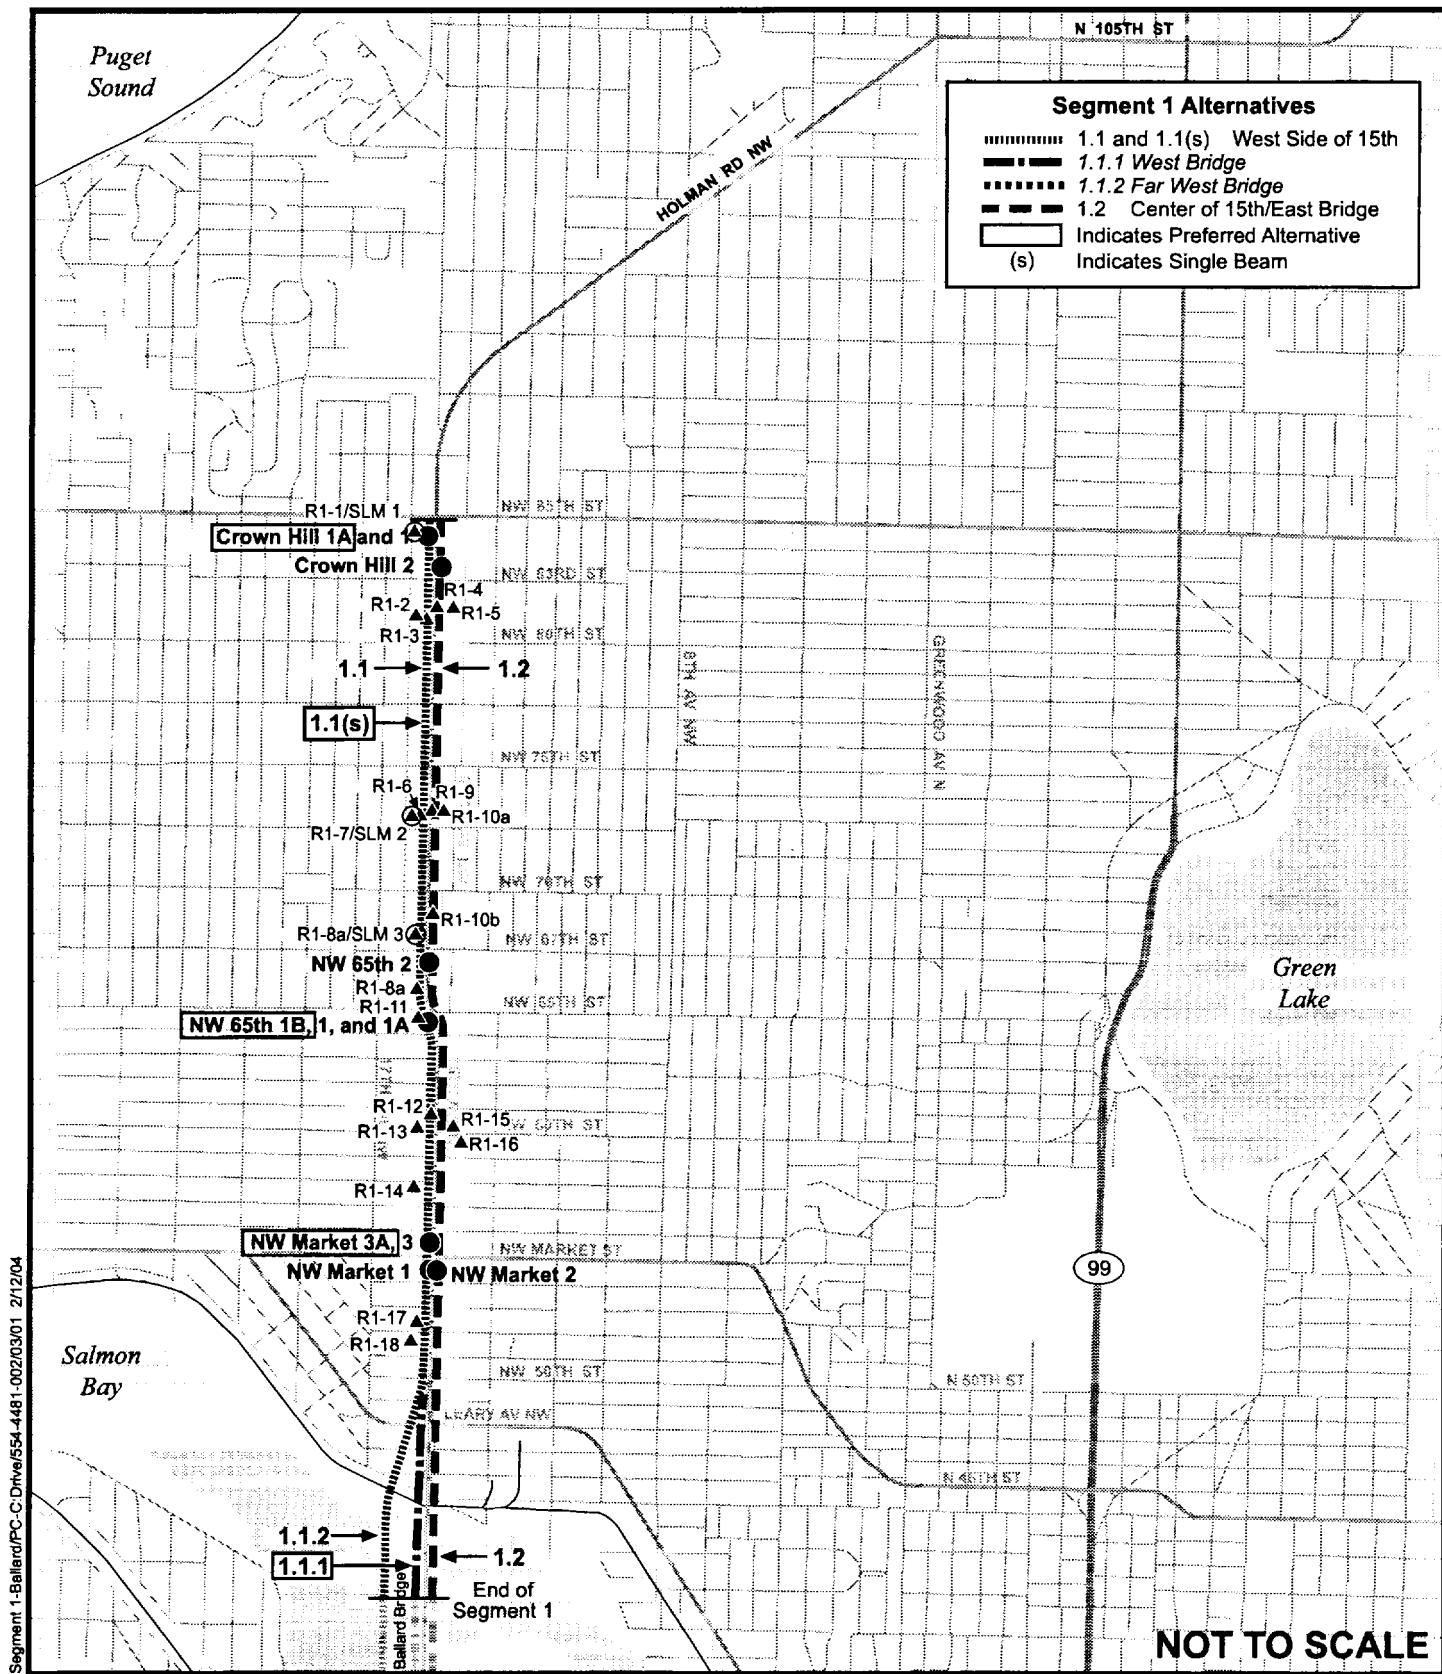 N 105TH ST
Puget
Sound
Segment 1 Alternatives
1.1 and 1.1(s) West Side of 15th
1.1.1 West Bridge
1.1.2 Far West Bridge
1.2 Center of 15th/East Bridge
Indicates Preferred Alternative
(s) Indicates Single Beam
HOLMAN RD NW
R1-1/SLM 1
NW 85TH ST
Crown Hill 1A and 1
Crown Hill 2
NW 83RD ST
R1-4
R1-2
R1-5
R1-3
NW 80TH ST
8TH AV NW
GREENWOOD AV N
1.1
1.2
1.1(s)
NW 75TH ST
R1-6
R1-9
R1-10a
R1-7/SLM 2
NW 70TH ST
R1-10b
R1-8a/SLM 3
NW 67TH ST
NW 65th 2
Green
Lake
R1-8a
R1-11
NW 65TH ST
NW 65th 1B, 1, and 1A
R1-12
R1-15
R1-13
NW 60TH ST
R1-16
R1-14
NW Market 3A, 3
NW MARKET ST
NW Market 1
NW Market 2
99
R1-17
R1-18
Salmon
Bay
NW 50TH ST
N 50TH ST
LEARY AV NW
N 46TH ST
1.1.2
1.1.1
1.2
End of
Segment 1
Ballard Bridge
NOT TO SCALE
Segment 1-Ballard/PC-C:Drive/554-4481-002/03/01 2/12/04